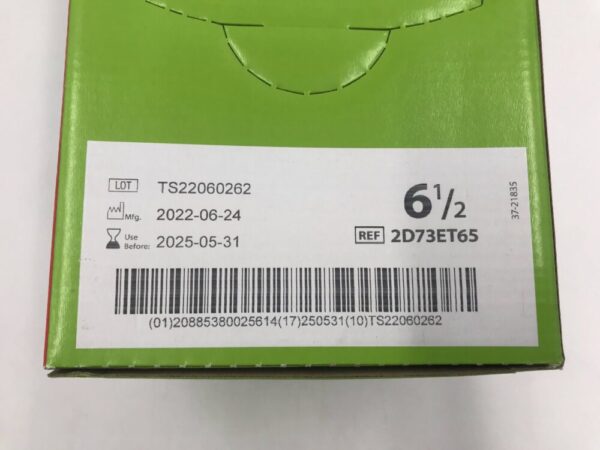 LOT TS22060262
Mfg. 2022-06-24
Use Before: 2025-05-31
6 1/2
REF 2D73ET65
37-21835
(01)20885380025614(17)250531(10)TS22060262